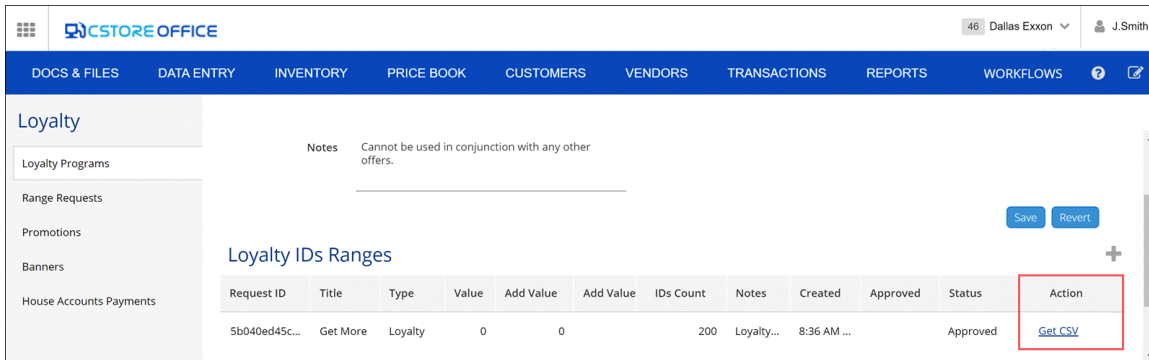 CSTOREOFFICE 46 Dallas Exxon J.Smith
DOCS & FILES DATA ENTRY INVENTORY PRICE BOOK CUSTOMERS VENDORS TRANSACTIONS REPORTS WORKFLOWS ?
Loyalty
Loyalty Programs
Range Requests
Promotions
Banners
House Accounts Payments
Notes Cannot be used in conjunction with any other
offers.
Save Revert
Loyalty IDs Ranges
Request ID Title Type Value Add Value Add Value IDs Count Notes Created Approved Status Action
5b040ed45c... Get More Loyalty 0 0 200 Loyalty... 8:36 AM ... Approved Get CSV